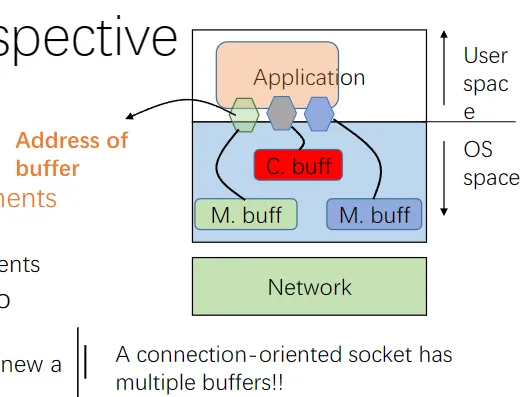 spective
Application
User
spac
e
Address of
buffer
OS
space
C. buff
M. buff
M. buff
Network
ents
new a
A connection-oriented socket has
multiple buffers!!